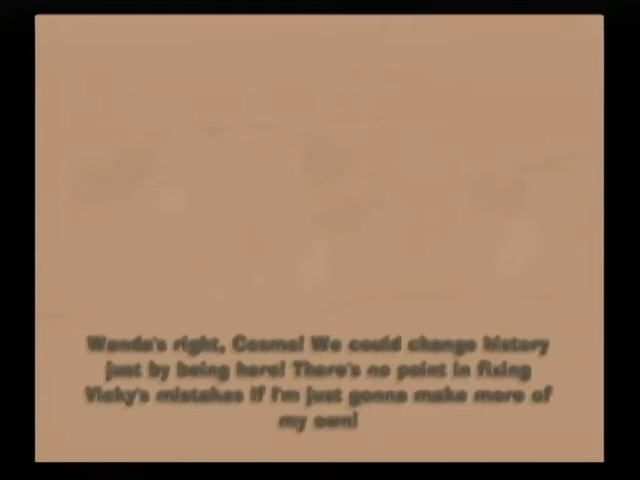 Wanda's right, Cosmo! We could change history
just by being here! There's no point in fixing
Vicky's mistakes if I'm just gonna make more of
my own!